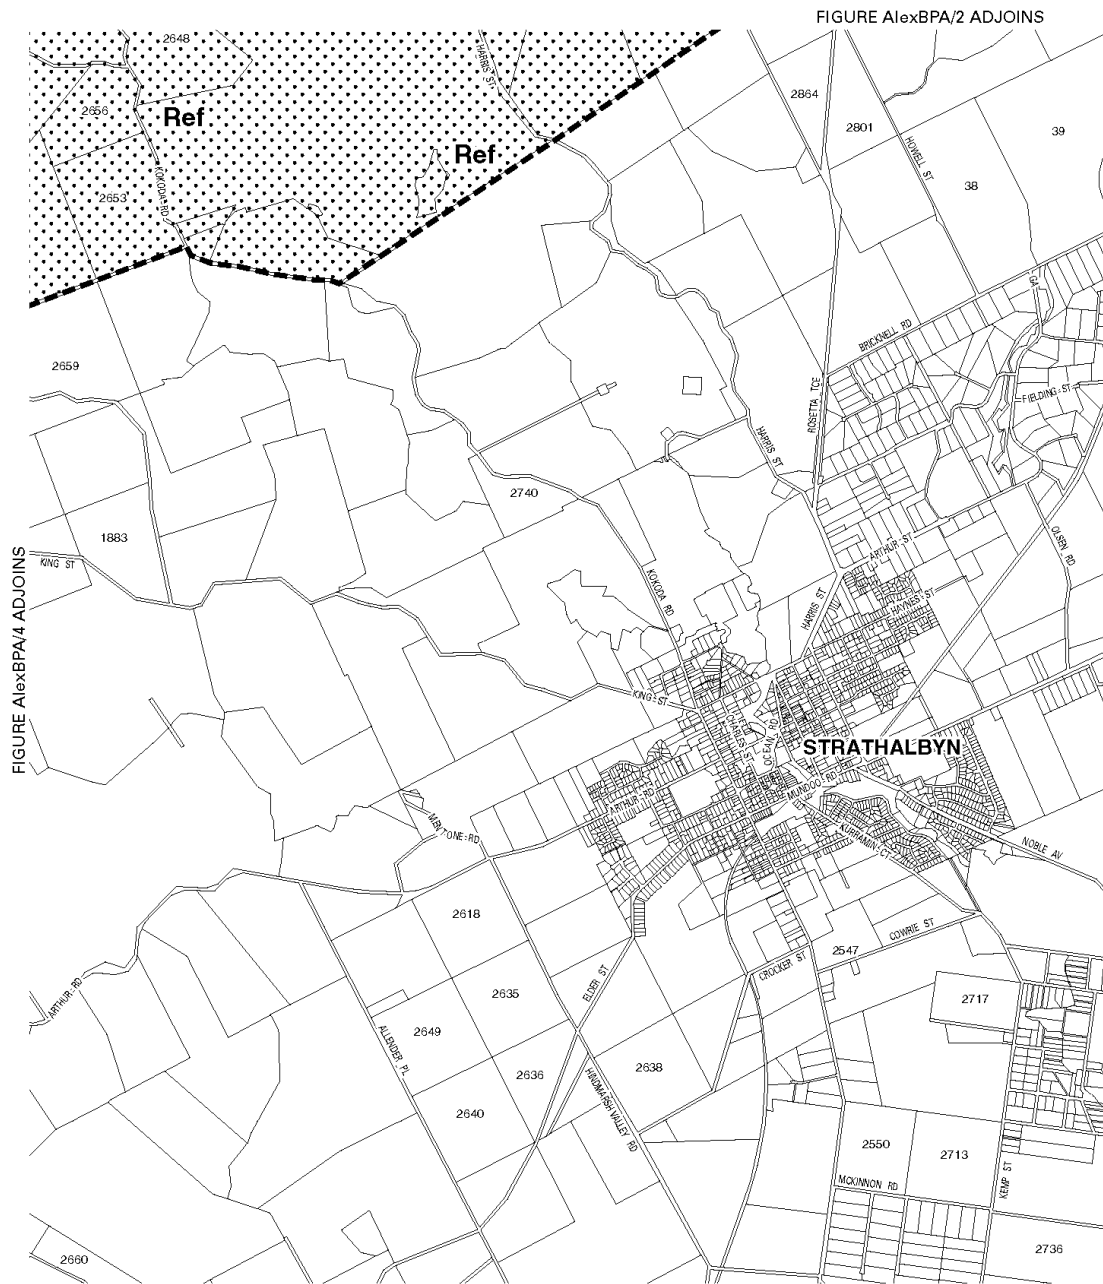 FIGURE AlexBPA/2 ADJOINS
2648
HARRIS ST
2656
Ref
2864
2801
39
Ref
HOWELL ST
KOKODA RD
38
2653
GA
BRICKNELL RD
2659
ROSETTA TCE
FIELDING ST
HARRIS ST
2740
1883
OLSEN RD
ARTHUR ST
KING ST
KOKODA RD
HARRIS ST
HAYNES ST
FIGURE AlexBPA/4 ADJOINS
KING ST
CHARLES ST
OCEAN RD
STRATHALBYN
MUNDOO RD
ARTHUR RD
MENTONE RD
KURRAMIN CT
NOBLE AV
2618
COWRIE ST
2547
CROCKER ST
ELDER ST
2635
2717
ARTHUR RD
2649
ALLENDER PL
2638
2636
HINDMARSH VALLEY RD
2640
2550
2713
MCKINNON RD
KEMP ST
2660
2736